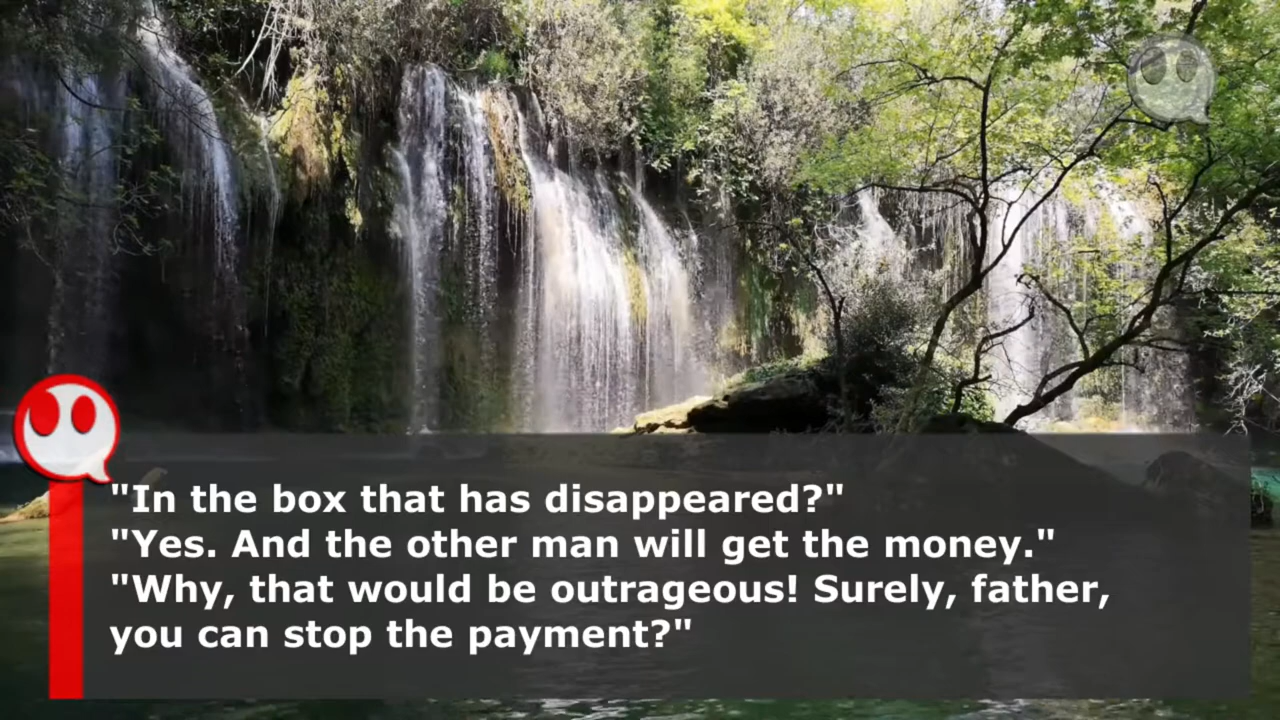 "In the box that has disappeared?"
"Yes. And the other man will get the money."
"Why, that would be outrageous! Surely, father,
you can stop the payment?"